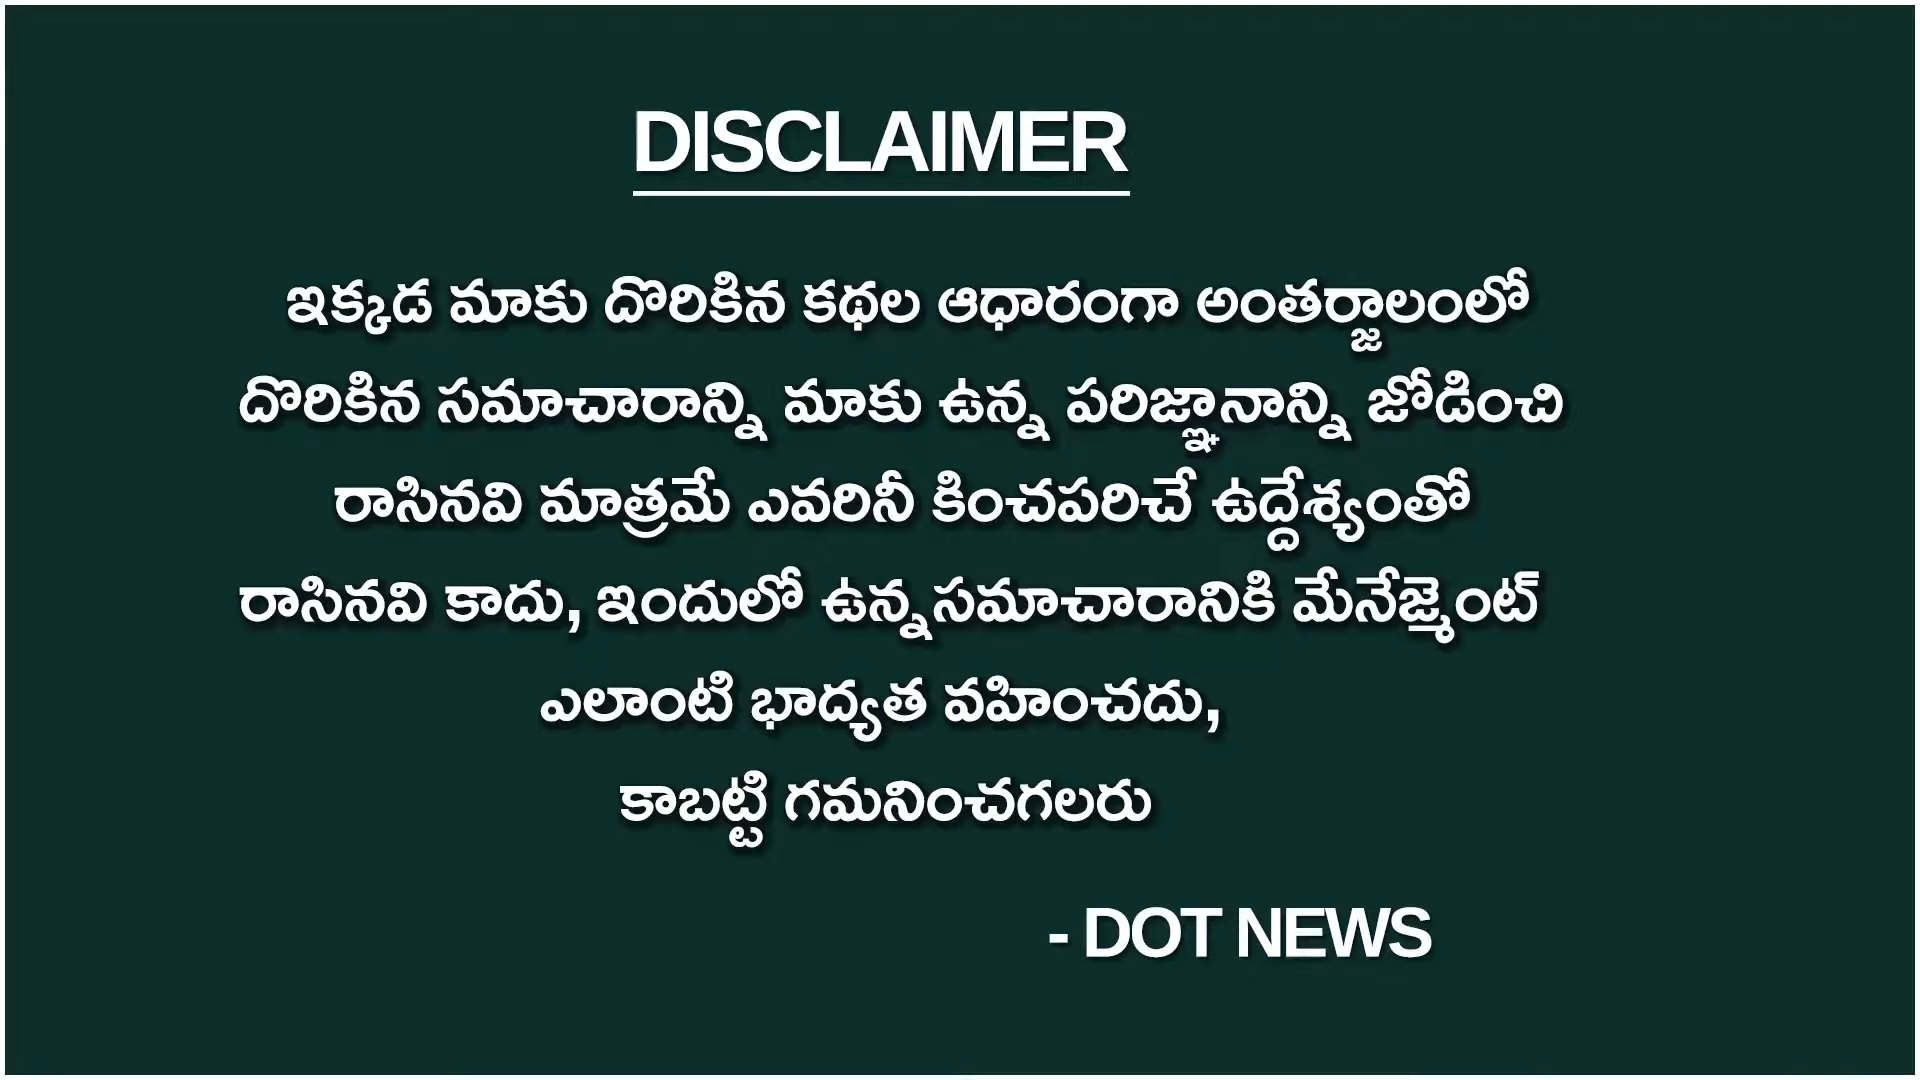 DISCLAIMER
ఇక్కడ మాకు దొరికిన కథల ఆధారంగా అంతర్జాలంలో
దొరికిన సమాచారాన్ని మాకు ఉన్న పరిజ్ఞానాన్ని జోడించి
రాసినవి మాత్రమే ఎవరినీ కించపరిచే ఉద్దేశ్యంతో
రాసినవి కాదు, ఇందులో ఉన్నసమాచారానికి మేనేజ్మెంట్
ఎలాంటి భాద్యత వహించదు,
కాబట్టి గమనించగలరు
- DOT NEWS